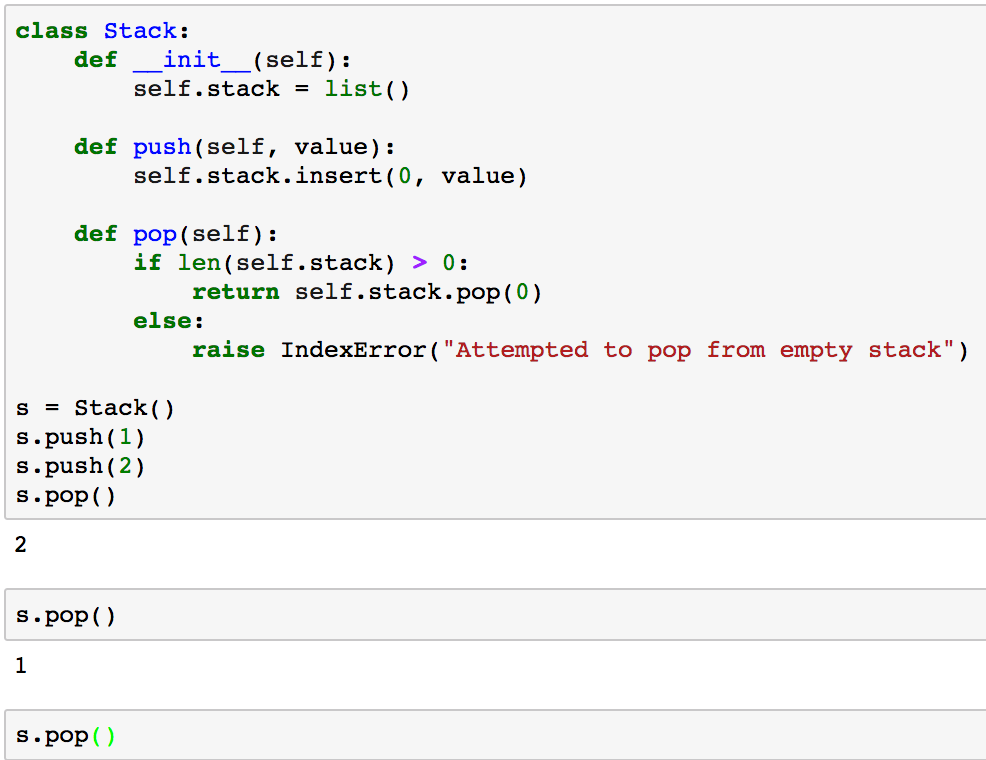 class Stack:
    def __init__(self):
        self.stack = list()

    def push(self, value):
        self.stack.insert(0, value)

    def pop(self):
        if len(self.stack) > 0:
            return self.stack.pop(0)
        else:
            raise IndexError("Attempted to pop from empty stack")

s = Stack()
s.push(1)
s.push(2)
s.pop()
2
s.pop()
1
s.pop()